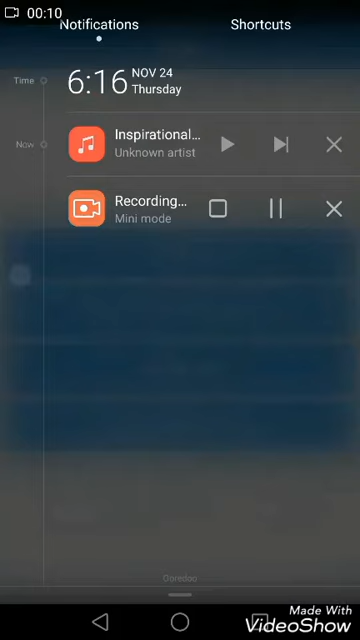 00:10
Notifications
Shortcuts
Time
6:16
NOV 24
Thursday
Now
Inspirational...
Unknown artist
Recording...
Mini mode
Ooredoo
Made With
VideoShow